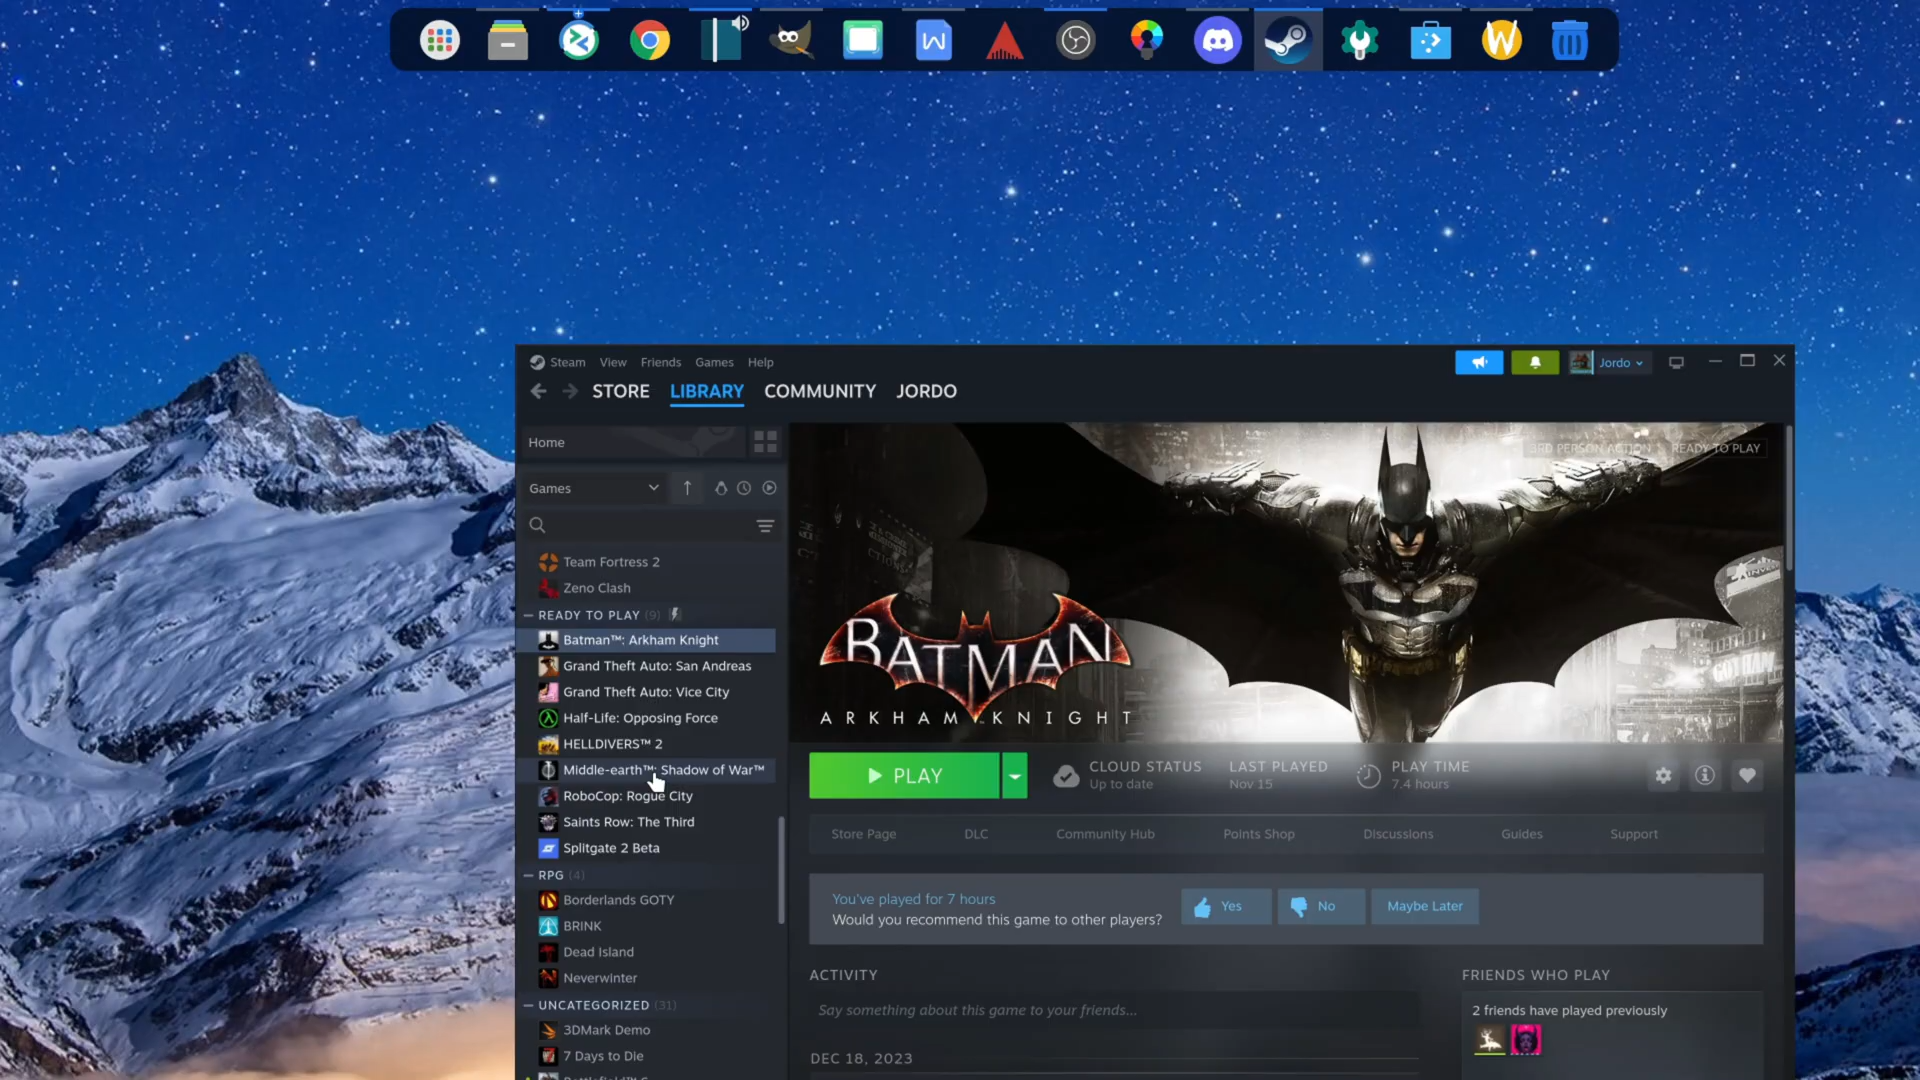 Steam View Friends Games Help
Jordo
STORE LIBRARY COMMUNITY JORDO
Home
Games
Team Fortress 2
Zeno Clash
READY TO PLAY (9)
Batman™: Arkham Knight
Grand Theft Auto: San Andreas
Grand Theft Auto: Vice City
Half-Life: Opposing Force
HELLDIVERS™ 2
Middle-earth™: Shadow of War™
RoboCop: Rogue City
Saints Row: The Third
Splitgate 2 Beta
RPG (4)
Borderlands GOTY
BRINK
Dead Island
Neverwinter
UNCATEGORIZED (31)
3DMark Demo
7 Days to Die
3RD PERSON ACTION READY TO PLAY
BATMAN
ARKHAM KNIGHT
GOTHAM
PLAY
CLOUD STATUS
Up to date
LAST PLAYED
Nov 15
PLAY TIME
7.4 hours
Store Page DLC Community Hub Points Shop Discussions Guides Support
You've played for 7 hours
Would you recommend this game to other players?
Yes No Maybe Later
ACTIVITY
Say something about this game to your friends...
DEC 18, 2023
FRIENDS WHO PLAY
2 friends have played previously